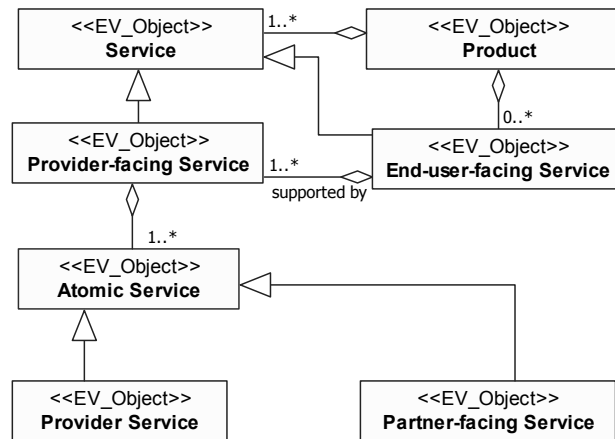 <<EV_Object>>
Service
1..*
<<EV_Object>>
Product
0..*
<<EV_Object>>
Provider-facing Service
1..*
supported by
<<EV_Object>>
End-user-facing Service
1..*
<<EV_Object>>
Atomic Service
<<EV_Object>>
Provider Service
<<EV_Object>>
Partner-facing Service